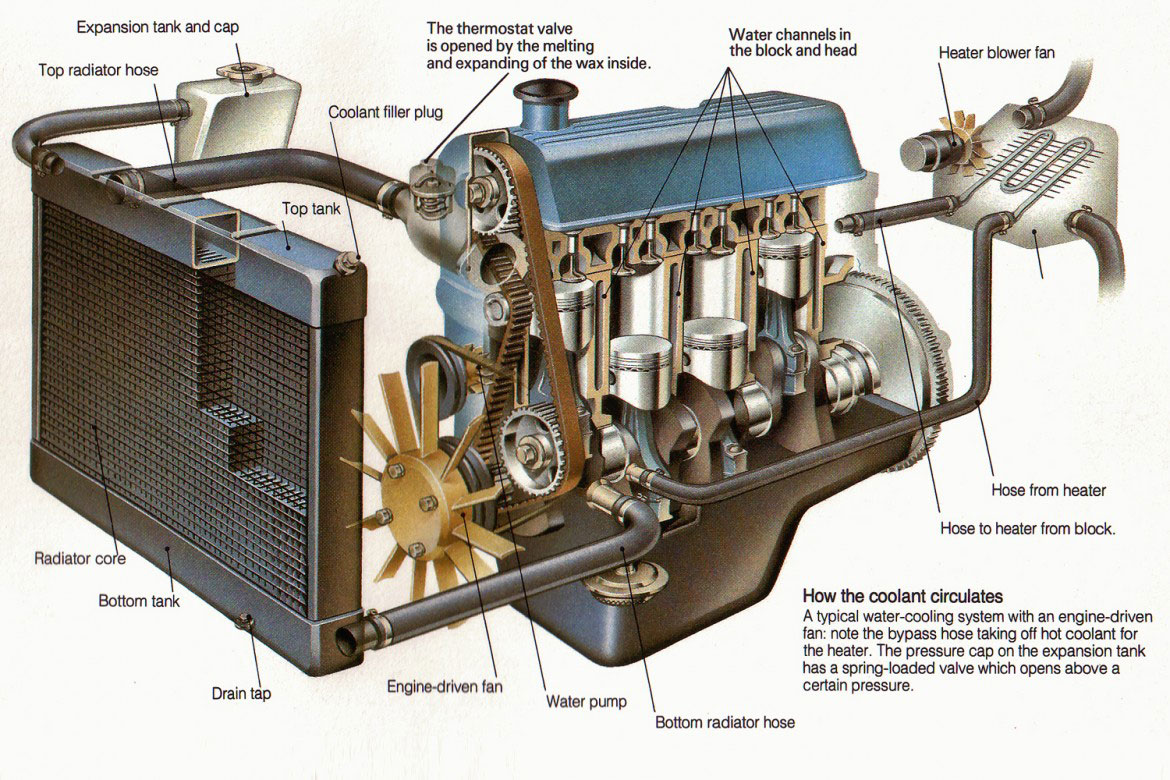 Expansion tank and cap
Top radiator hose
The thermostat valve
is opened by the melting
and expanding of the wax inside.
Coolant filler plug
Water channels in
the block and head
Heater blower fan
Top tank
Radiator core
Bottom tank
Drain tap
Engine-driven fan
Water pump
Bottom radiator hose
Hose from heater
Hose to heater from block.
How the coolant circulates
A typical water-cooling system with an engine-driven
fan: note the bypass hose taking off hot coolant for
the heater. The pressure cap on the expansion tank
has a spring-loaded valve which opens above a
certain pressure.